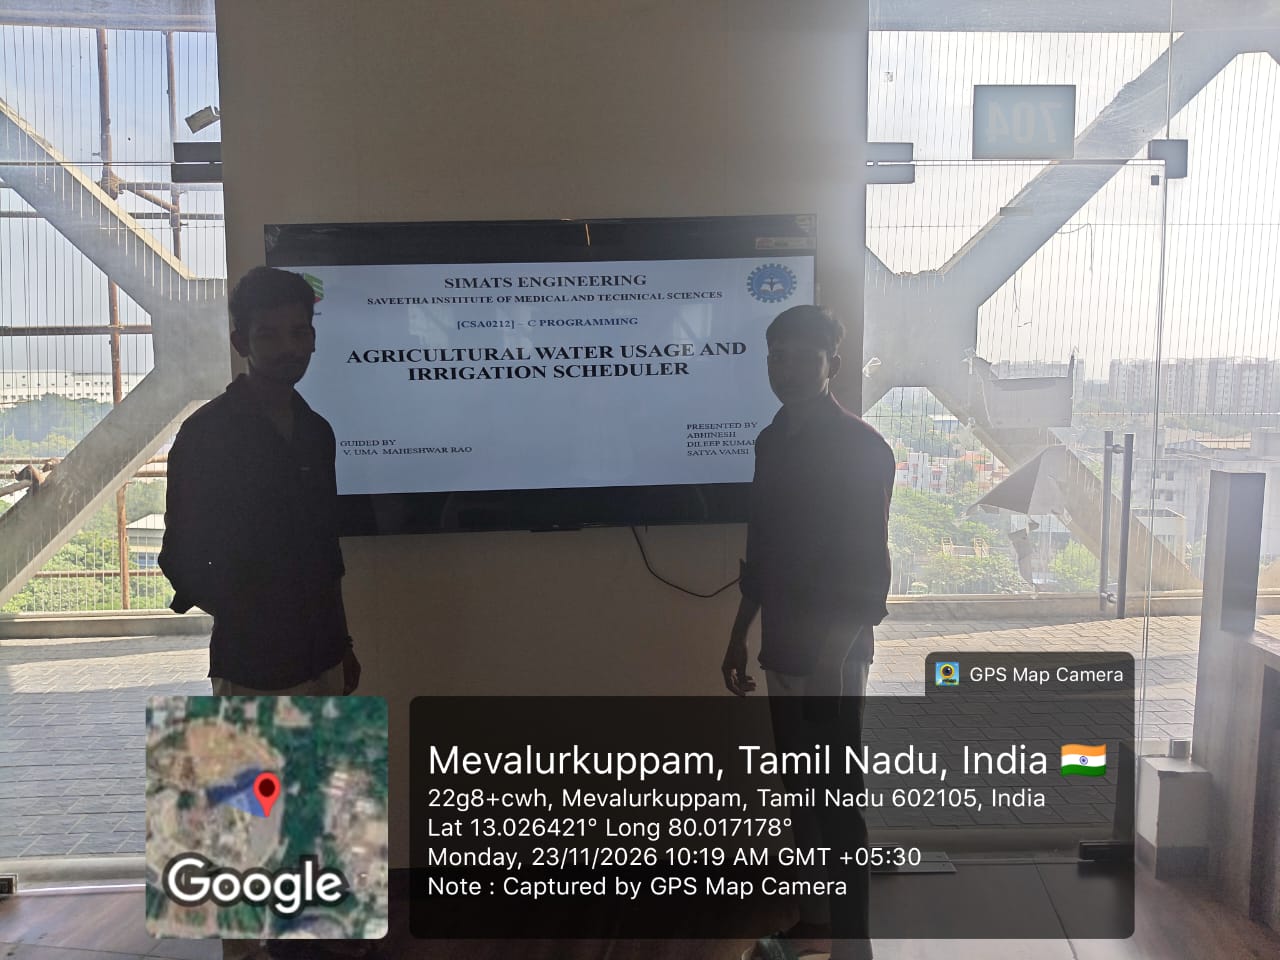 704
SIMATS ENGINEERING
SAVEETHA INSTITUTE OF MEDICAL AND TECHNICAL SCIENCES
[CSA0212] – C PROGRAMMING
AGRICULTURAL WATER USAGE AND
IRRIGATION SCHEDULER
GUIDED BY
V. UMA MAHESHWAR RAO
PRESENTED BY
ABHINESH
DILEEP KUMAR
SATYA VAMSI
GPS Map Camera
Mevalurkuppam, Tamil Nadu, India
22g8+cwh, Mevalurkuppam, Tamil Nadu 602105, India
Lat 13.026421° Long 80.017178°
Monday, 23/11/2026 10:19 AM GMT +05:30
Note : Captured by GPS Map Camera
Google